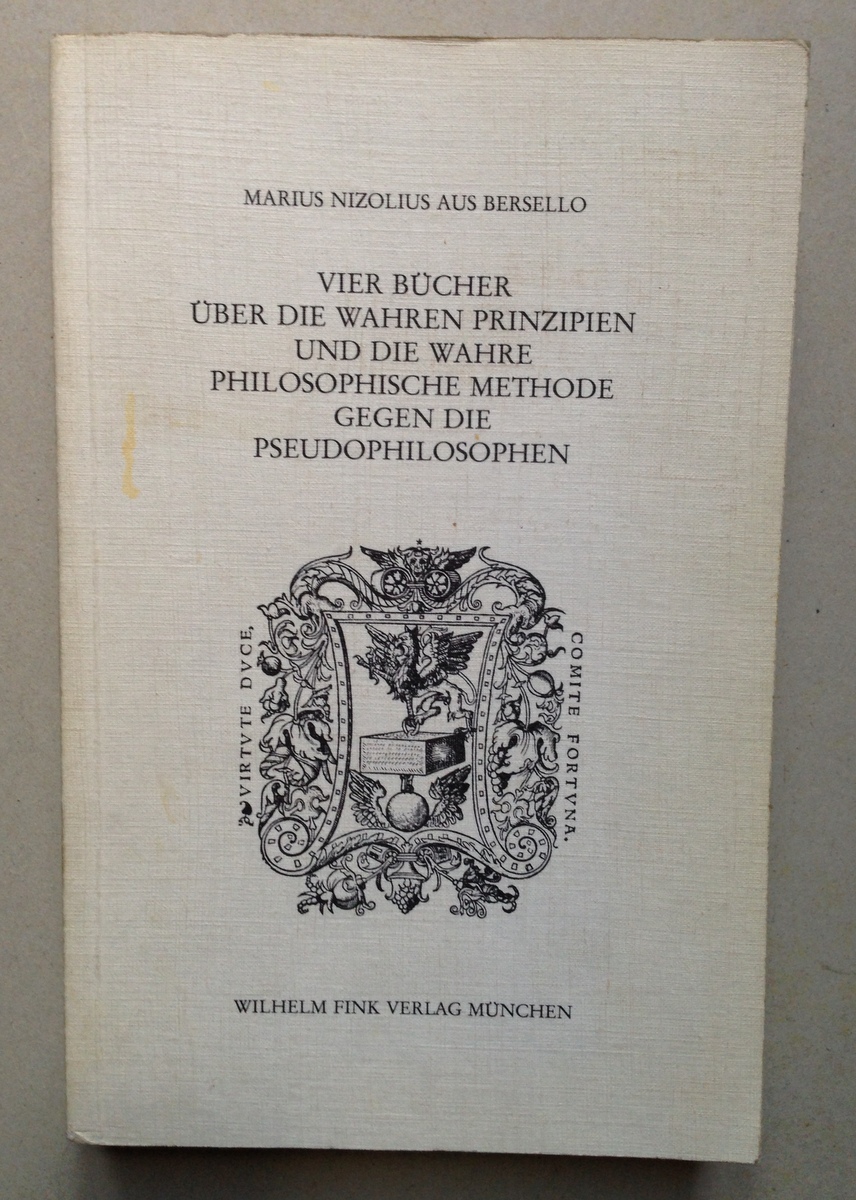 MARIUS NIZOLIUS AUS BERSELLO
VIER BÜCHER
ÜBER DIE WAHREN PRINZIPIEN
UND DIE WAHRE
PHILOSOPHISCHE METHODE
GEGEN DIE
PSEUDOPHILOSOPHEN
VIRTVTE DVCE,
COMITE FORTVNA.
WILHELM FINK VERLAG MÜNCHEN